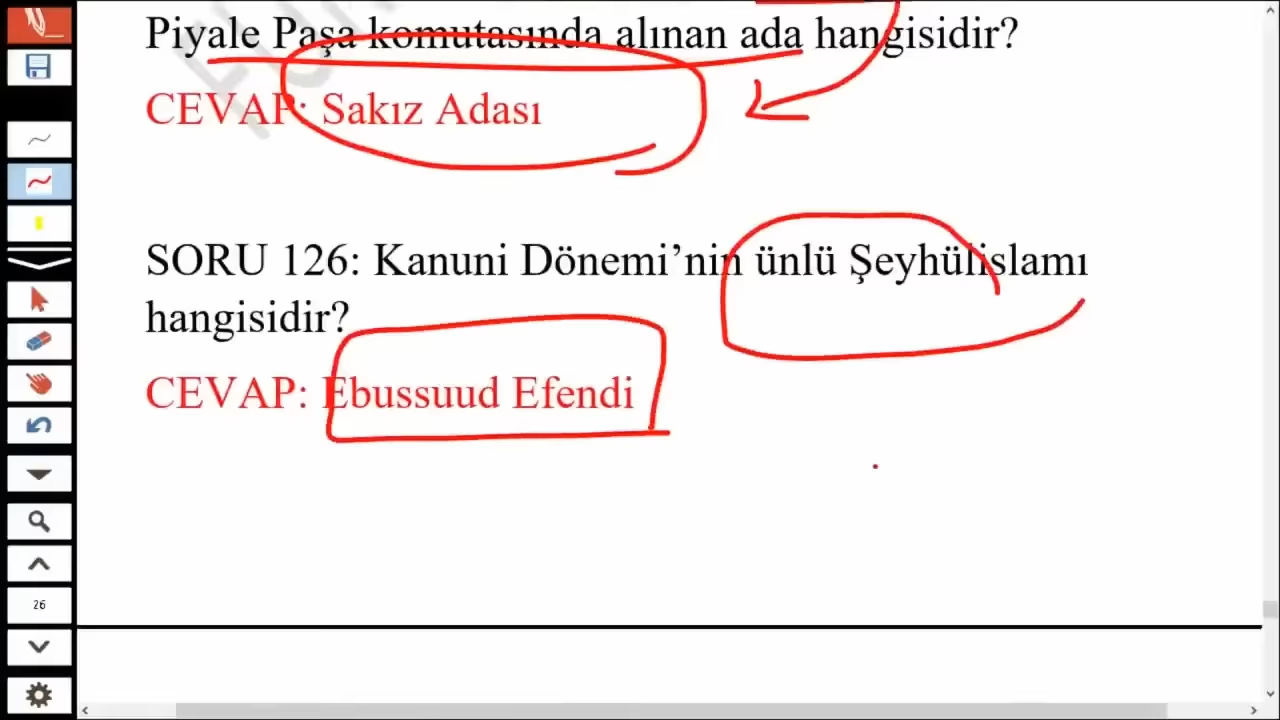 Piyale Paşa komutasında alınan ada hangisidir?
CEVAP: Sakız Adası
SORU 126: Kanuni Dönemi’nin ünlü Şeyhülislamı
hangisidir?
CEVAP: Ebussuud Efendi
26